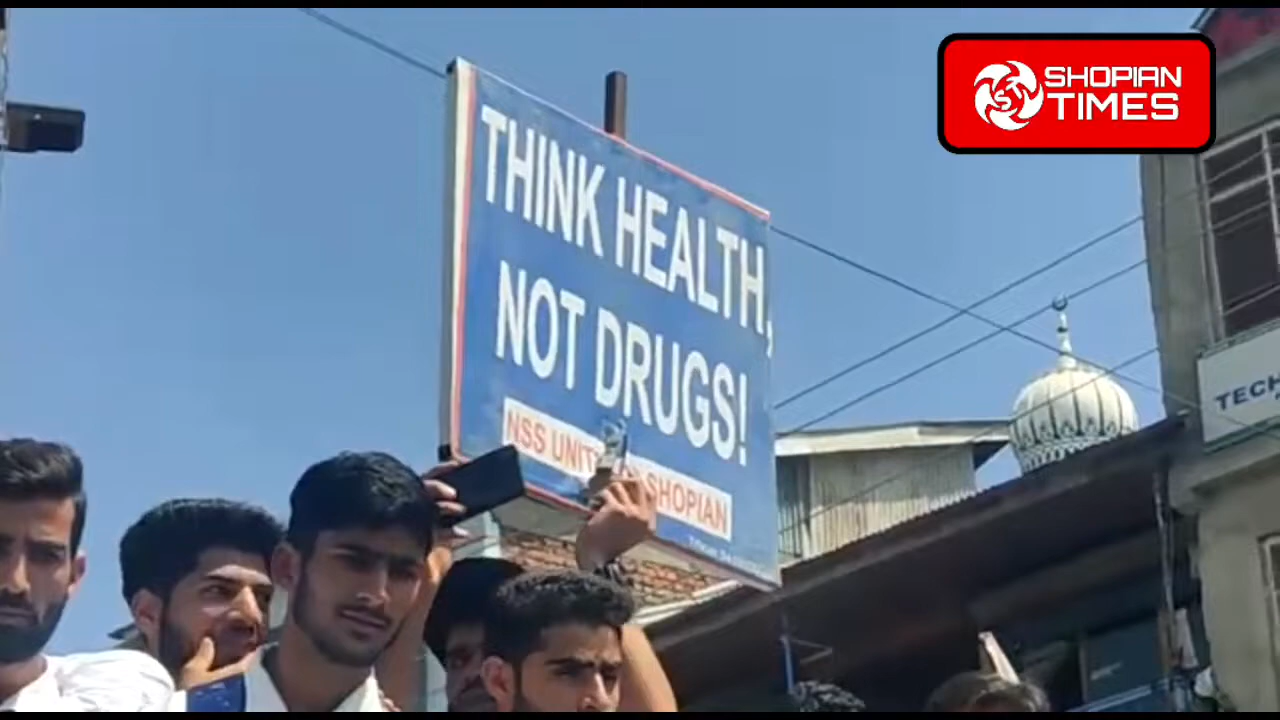 SHOPIAN
TIMES
THINK HEALTH,
NOT DRUGS!
NSS UNIT
SHOPIAN
TECH